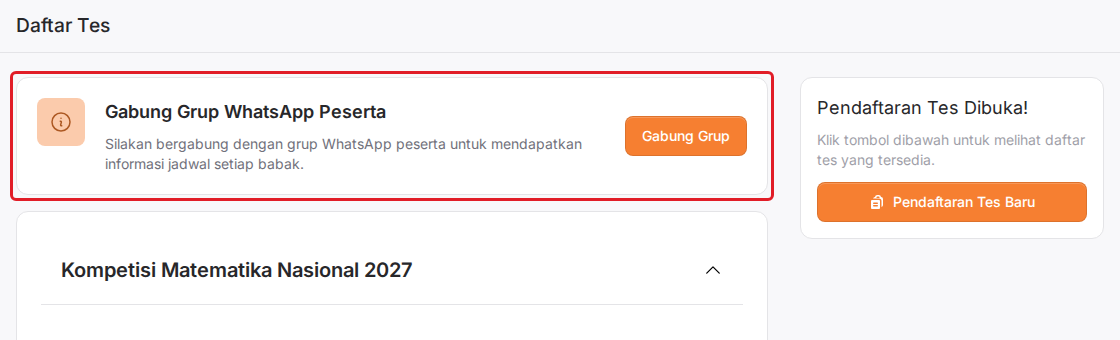 Daftar Tes
Gabung Grup WhatsApp Peserta
Silakan bergabung dengan grup WhatsApp peserta untuk mendapatkan
informasi jadwal setiap babak.
Gabung Grup
Pendaftaran Tes Dibuka!
Klik tombol dibawah untuk melihat daftar
tes yang tersedia.
Pendaftaran Tes Baru
Kompetisi Matematika Nasional 2027